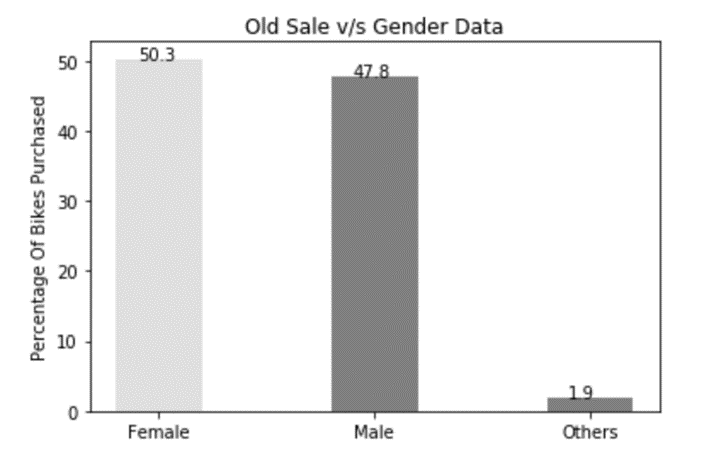 Old Sale v/s Gender Data
Percentage Of Bikes Purchased
50
40
30
20
10
0
50.3
47.8
1.9
Female
Male
Others